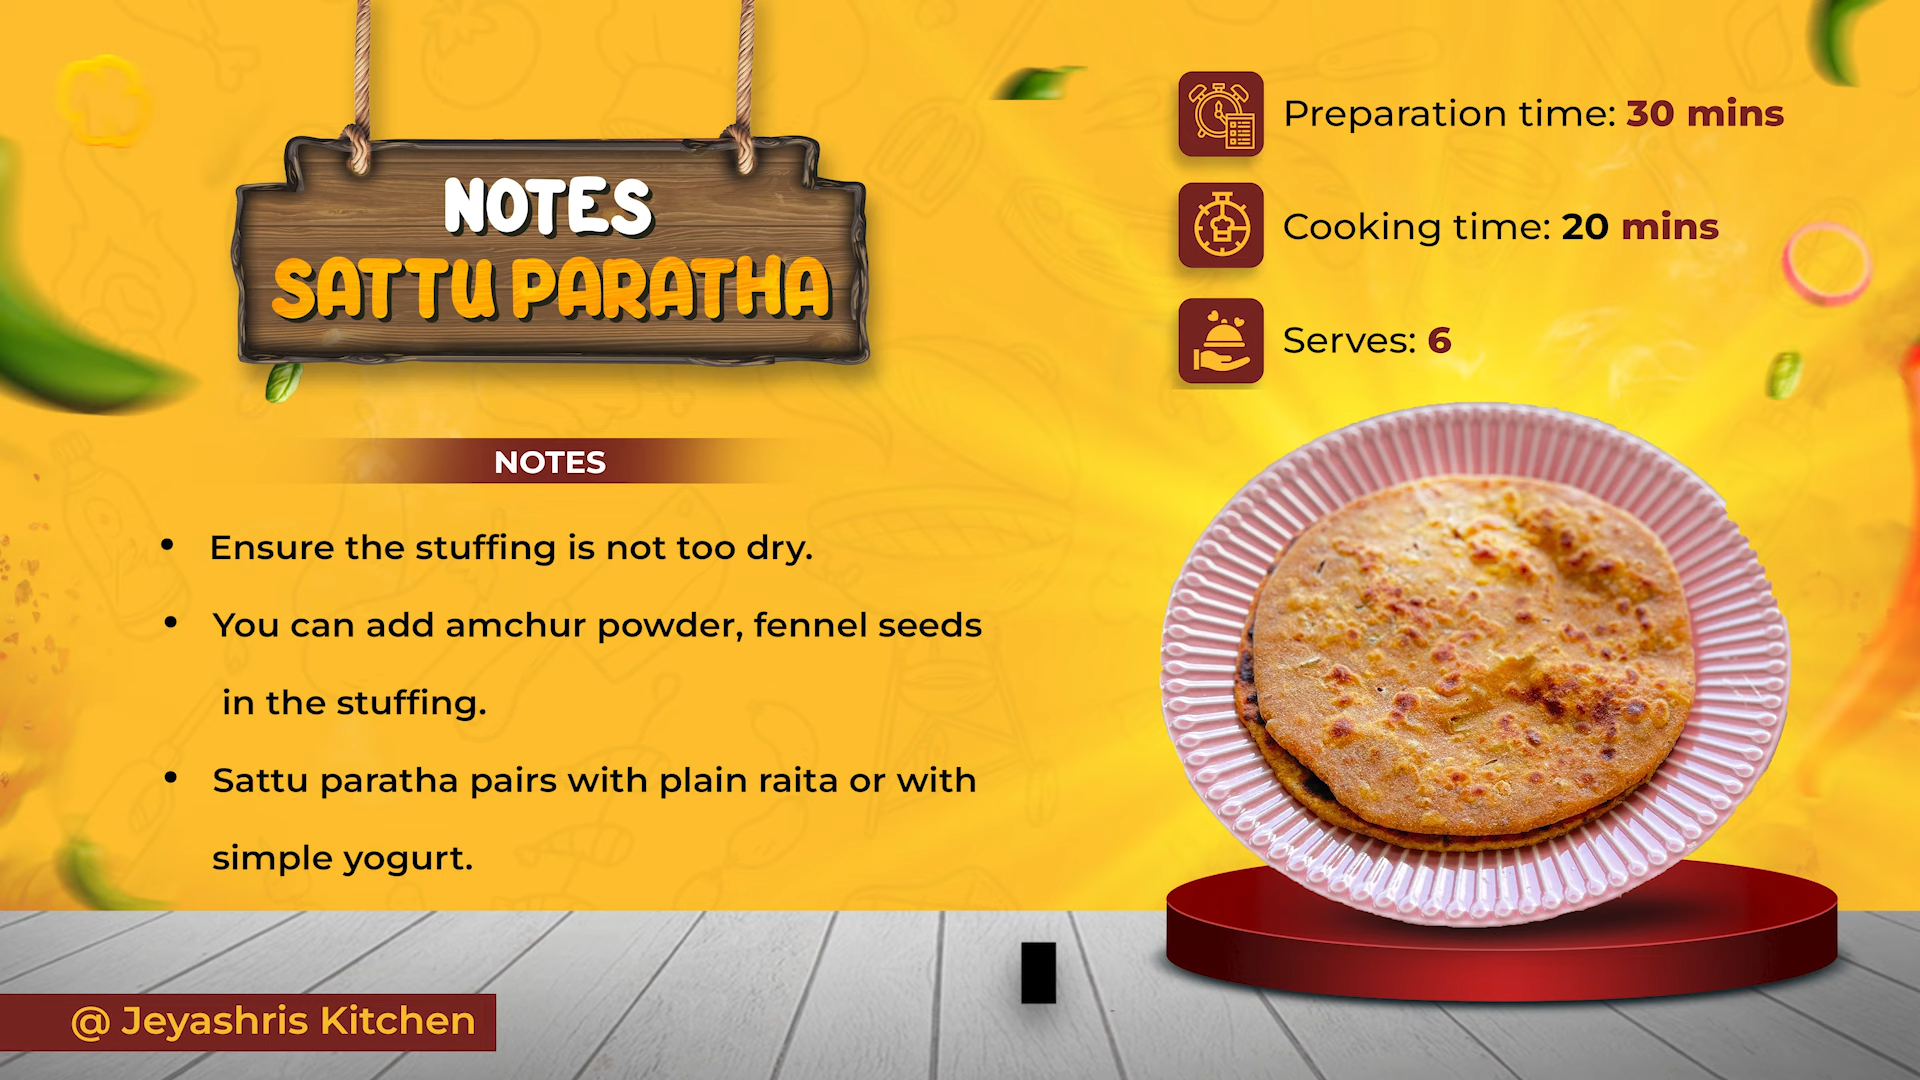 NOTES
SATTU PARATHA
Preparation time: 30 mins
Cooking time: 20 mins
Serves: 6
NOTES
• Ensure the stuffing is not too dry.
• You can add amchur powder, fennel seeds
in the stuffing.
• Sattu paratha pairs with plain raita or with
simple yogurt.
@ Jeyashris Kitchen